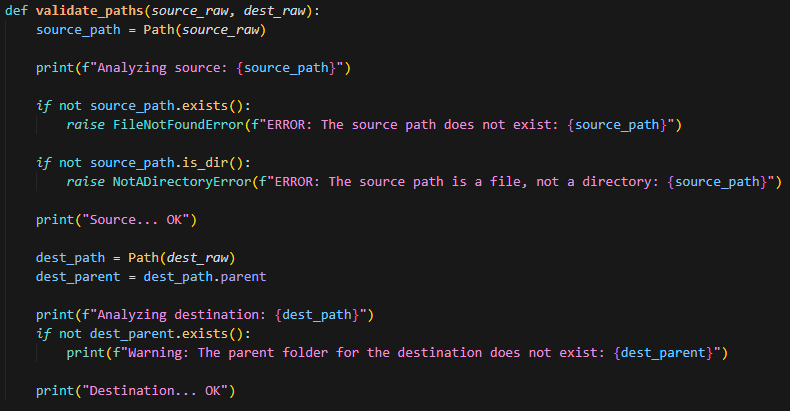 def validate_paths(source_raw, dest_raw):
    source_path = Path(source_raw)
    print(f"Analyzing source: {source_path}")
    if not source_path.exists():
        raise FileNotFoundError(f"ERROR: The source path does not exist: {source_path}")
    if not source_path.is_dir():
        raise NotADirectoryError(f"ERROR: The source path is a file, not a directory: {source_path}")
    print("Source... OK")
    dest_path = Path(dest_raw)
    dest_parent = dest_path.parent
    print(f"Analyzing destination: {dest_path}")
    if not dest_parent.exists():
        print(f"Warning: The parent folder for the destination does not exist: {dest_parent}")
    print("Destination... OK")